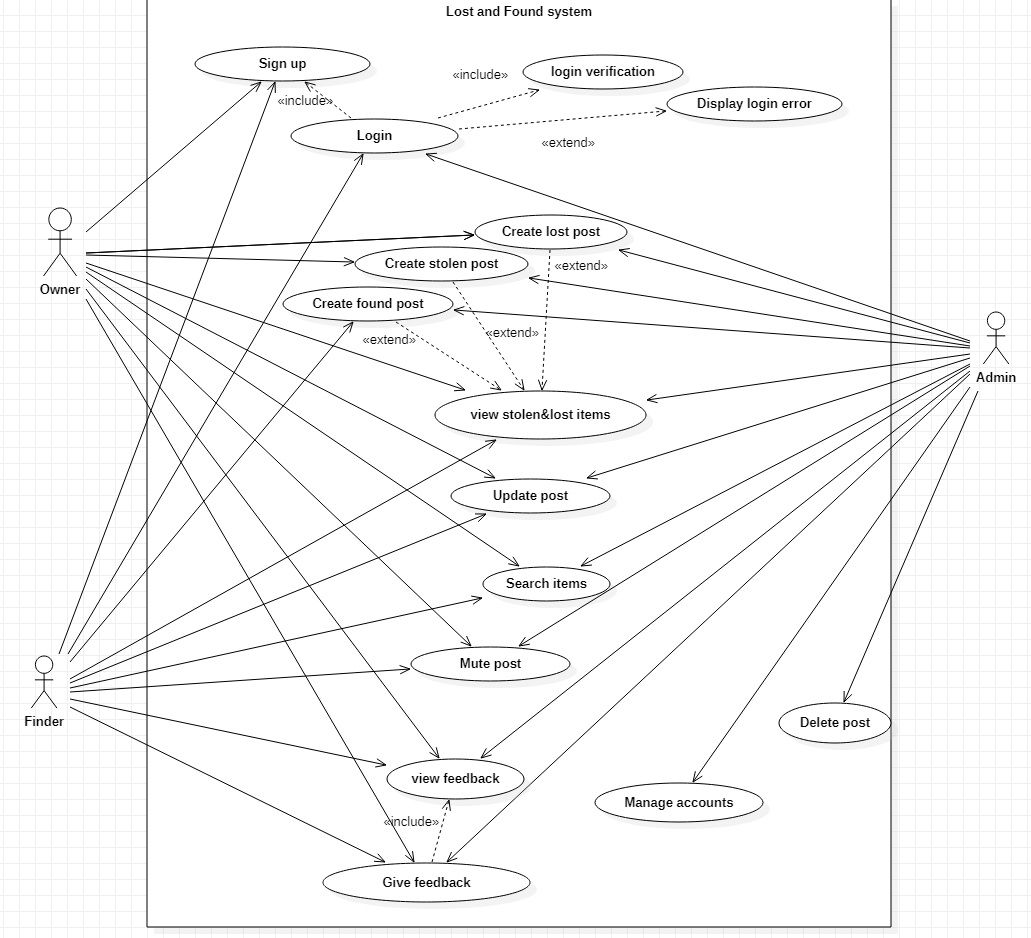 Lost and Found system
Sign up
«include»
login verification
«include»
Display login error
Login
«extend»
Create lost post
Create stolen post
«extend»
Owner
Create found post
«extend»
«extend»
Admin
view stolen&lost items
Update post
Search items
Mute post
Finder
Delete post
view feedback
Manage accounts
«include»
Give feedback